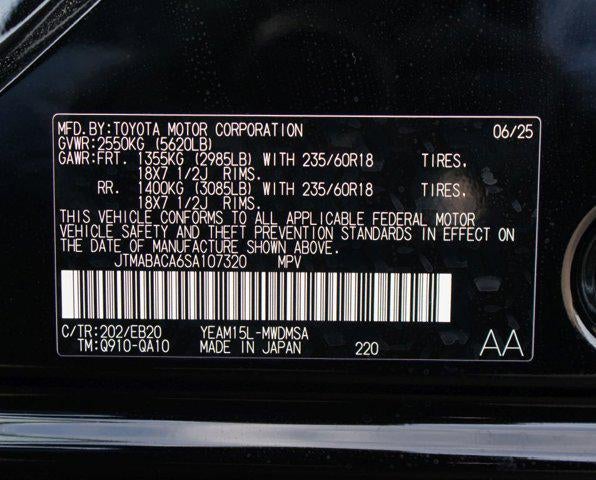 MFD.BY:TOYOTA MOTOR CORPORATION 06/25
GVWR:2550KG (5620LB)
GAWR:FRT. 1355KG (2985LB) WITH 235/60R18 TIRES.
18X7 1/2J RIMS.
RR. 1400KG (3085LB) WITH 235/60R18 TIRES.
18X7 1/2J RIMS.
THIS VEHICLE CONFORMS TO ALL APPLICABLE FEDERAL MOTOR
VEHICLE SAFETY AND THEFT PREVENTION STANDARDS IN EFFECT ON
THE DATE OF MANUFACTURE SHOWN ABOVE.
JTMABACA6SA107320 MPV
C/TR:202/EB20 YEAM15L-MWDMSA
TM:Q910-QA10 MADE IN JAPAN 220 AA